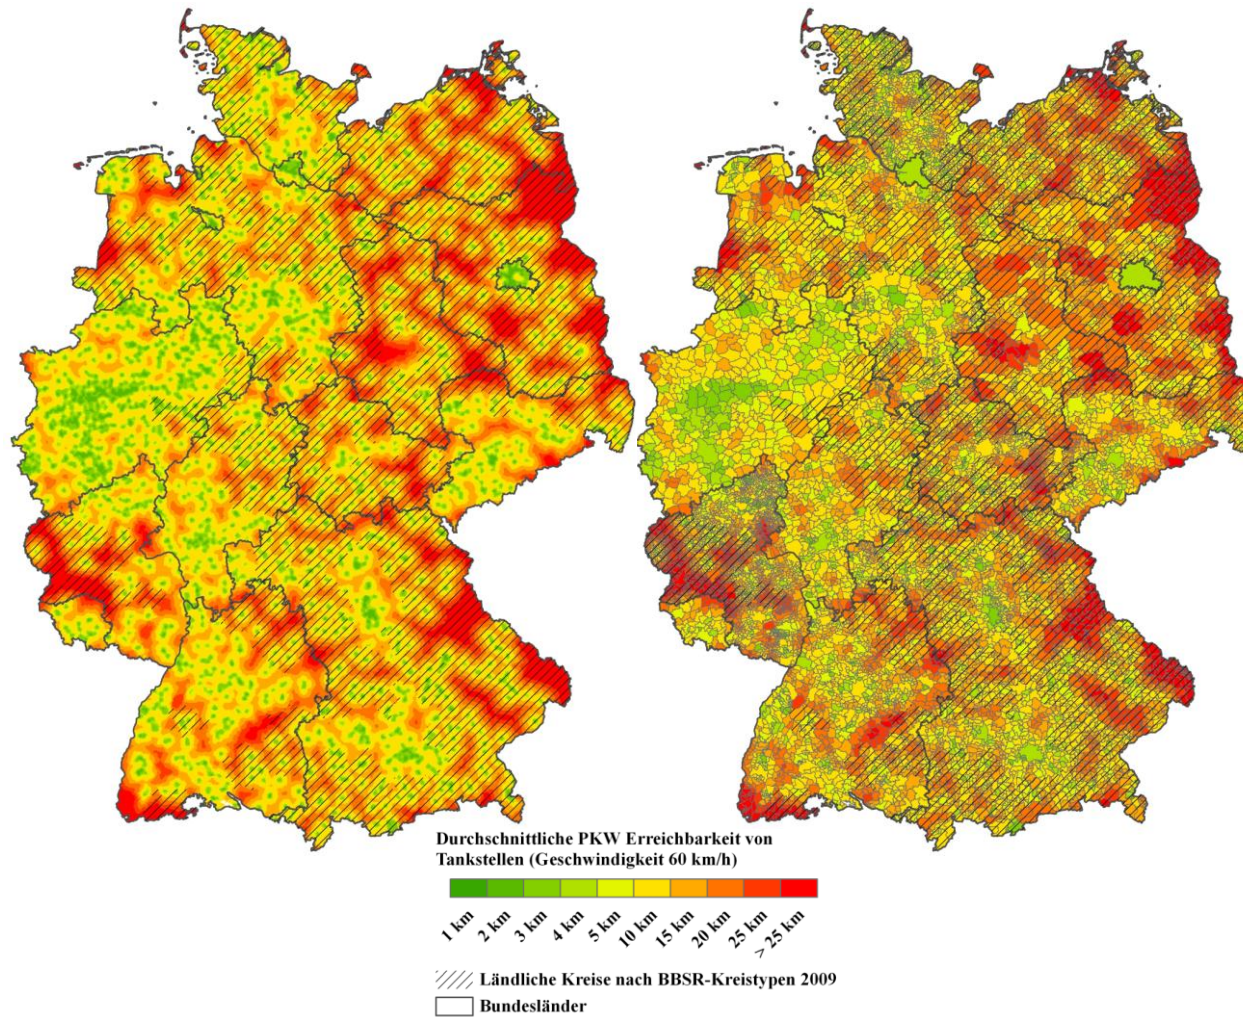 Durchschnittliche PKW Erreichbarkeit von
Tankstellen (Geschwindigkeit 60 km/h)
1 km
2 km
3 km
4 km
5 km
10 km
15 km
20 km
25 km
> 25 km
Ländliche Kreise nach BBSR-Kreistypen 2009
Bundesländer